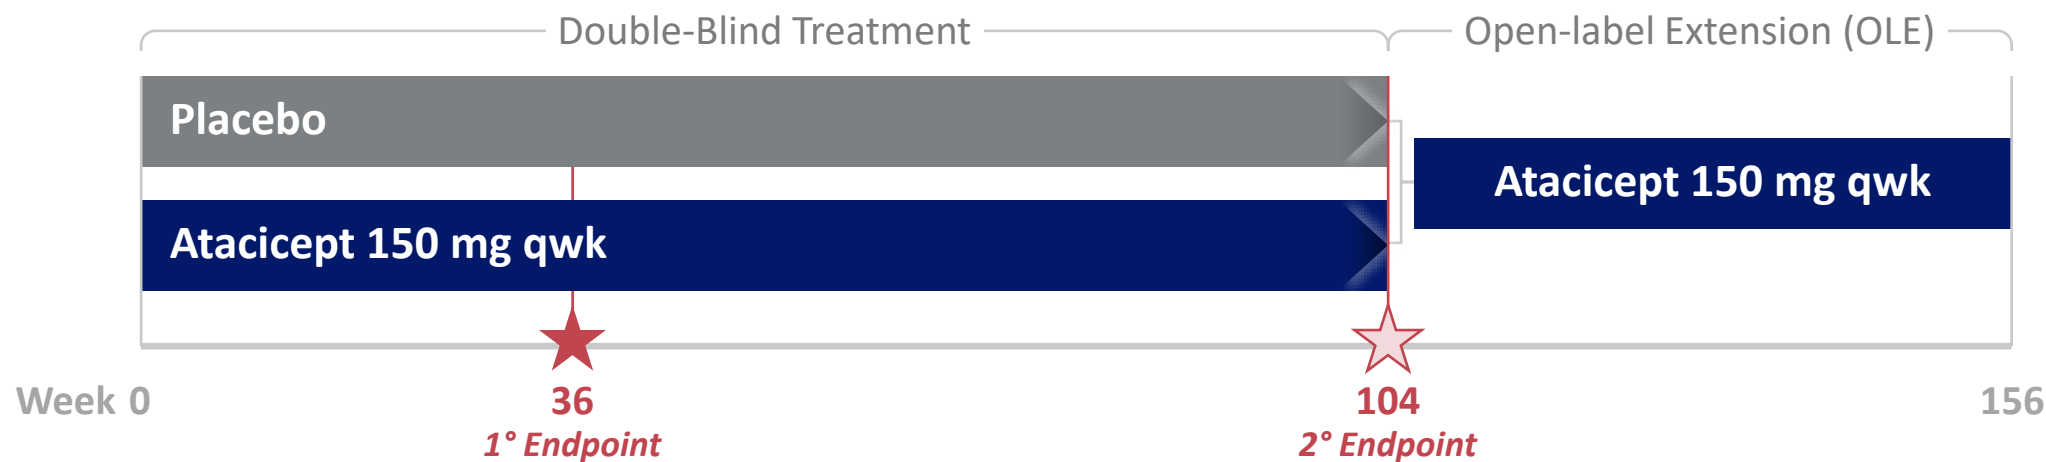 Double-Blind Treatment
Open-label Extension (OLE)
Placebo
Atacicept 150 mg qwk
Atacicept 150 mg qwk
Week 0
36
104
156
1° Endpoint
2° Endpoint